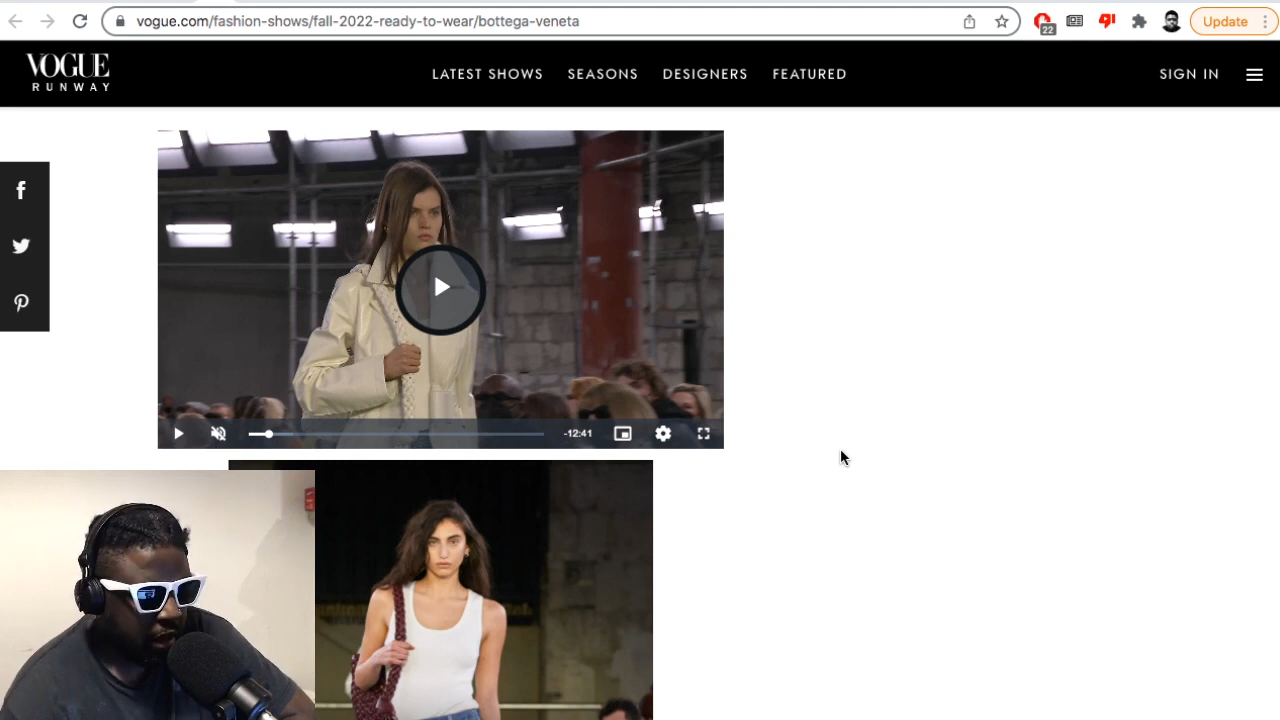 vogue.com/fashion-shows/fall-2022-ready-to-wear/bottega-veneta
22
Update
VOGUE
RUNWAY
LATEST SHOWS
SEASONS
DESIGNERS
FEATURED
SIGN IN
-12:41